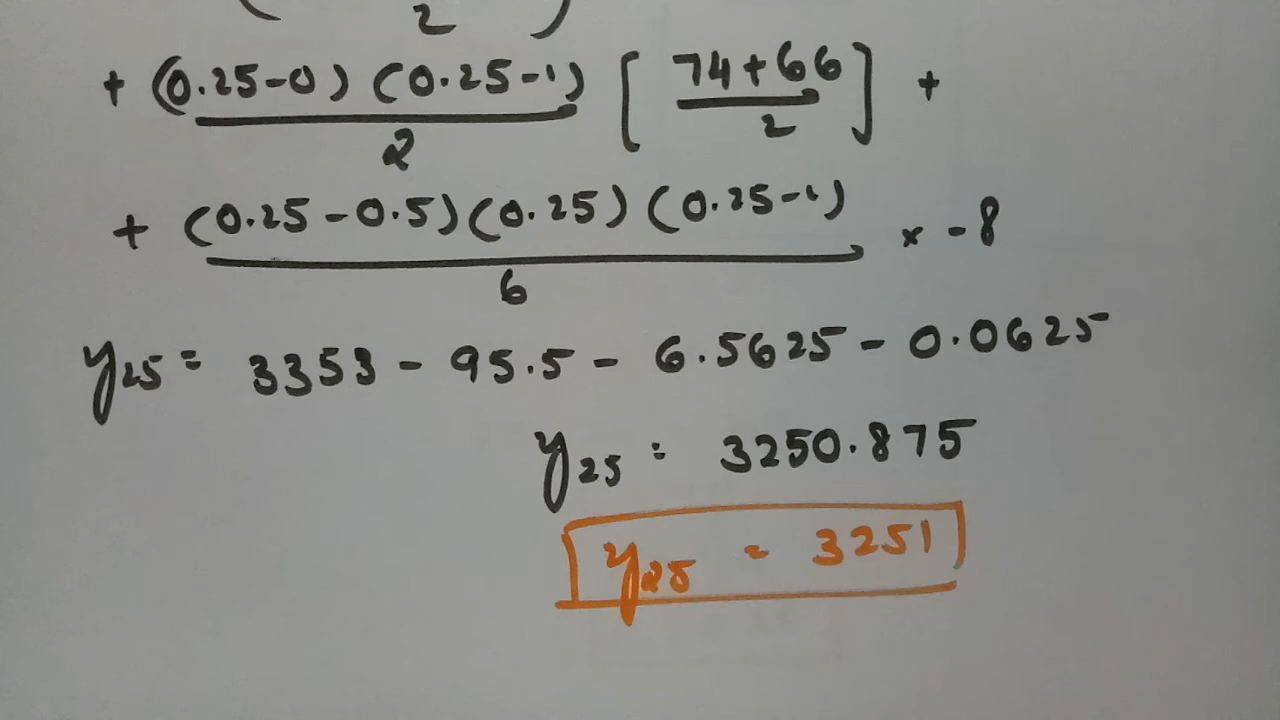 ( 2 )
+ (0.25-0) (0.25-1) / 2 [ 74+66 / 2 ] +
+ (0.25-0.5)(0.25)(0.25-1) / 6 × -8
y25 = 3353 - 95.5 - 6.5625 - 0.0625
y25 = 3250.875
y25 = 3251